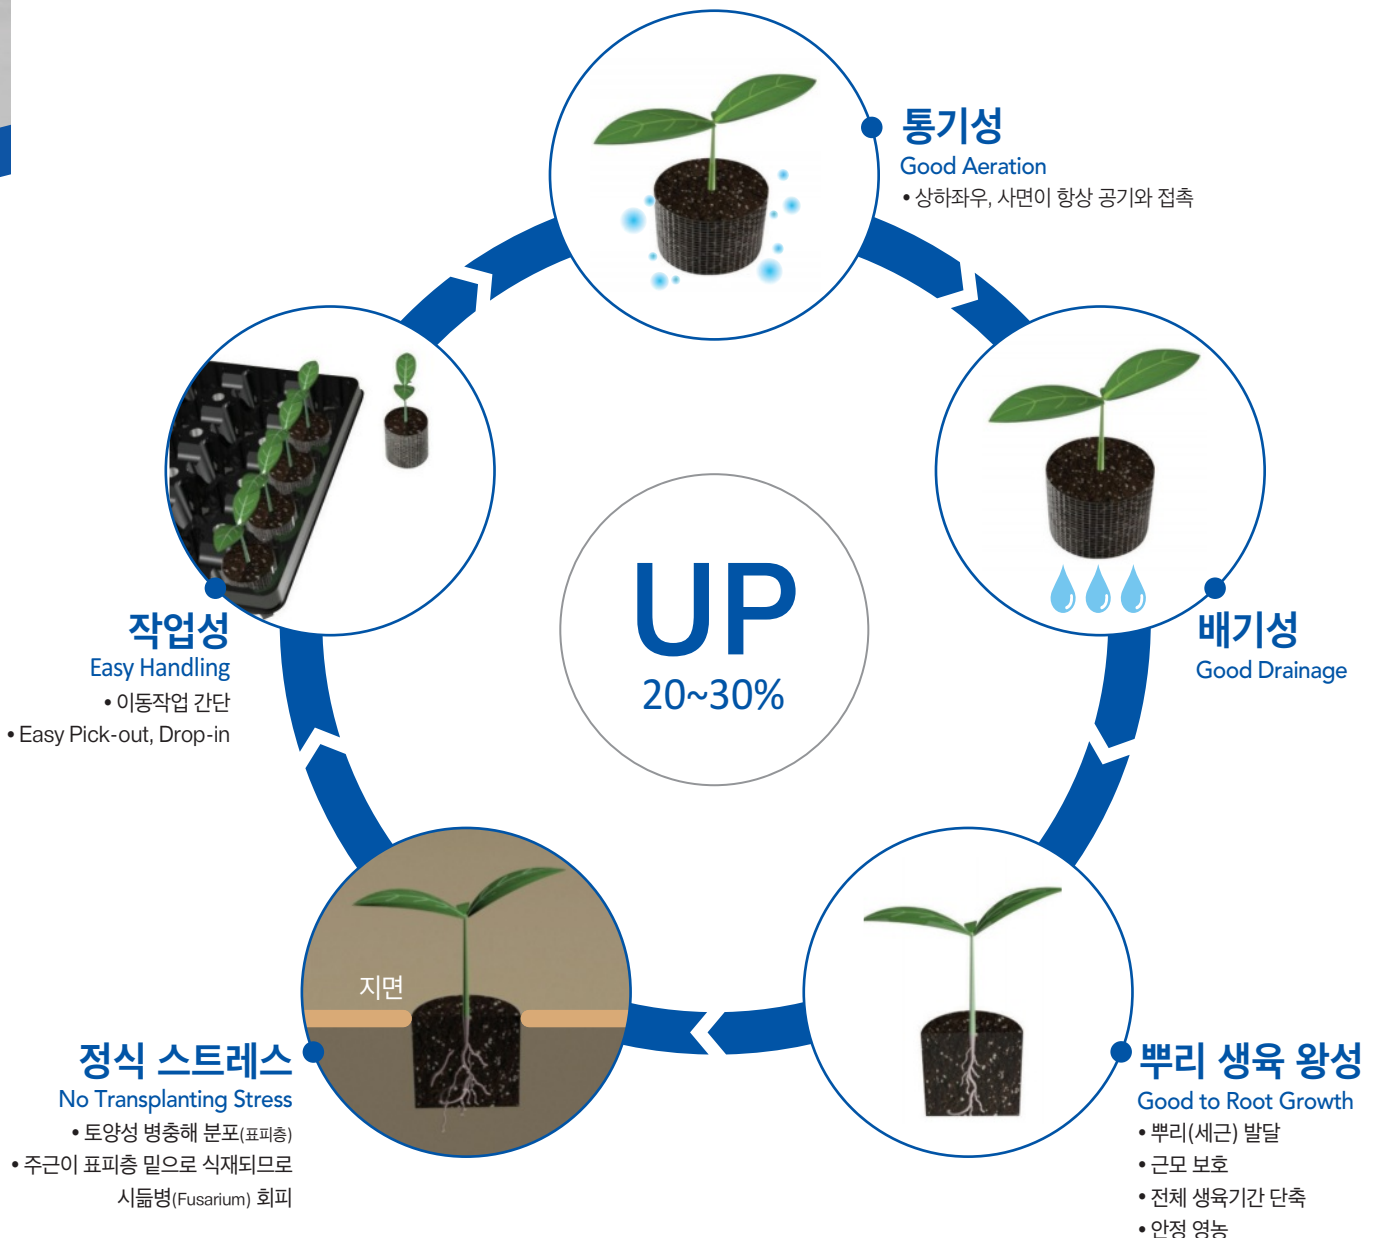 통기성
Good Aeration
• 상하좌우, 사면이 항상 공기와 접촉
배기성
Good Drainage
뿌리 생육 왕성
Good to Root Growth
• 뿌리(세근) 발달
• 근모 보호
• 전체 생육기간 단축
• 안정 영농
지면
정식 스트레스
No Transplanting Stress
• 토양성 병충해 분포(표피층)
• 주근이 표피층 밑으로 식재되므로
시듦병(Fusarium) 회피
작업성
Easy Handling
• 이동작업 간단
• Easy Pick-out, Drop-in
UP
20~30%